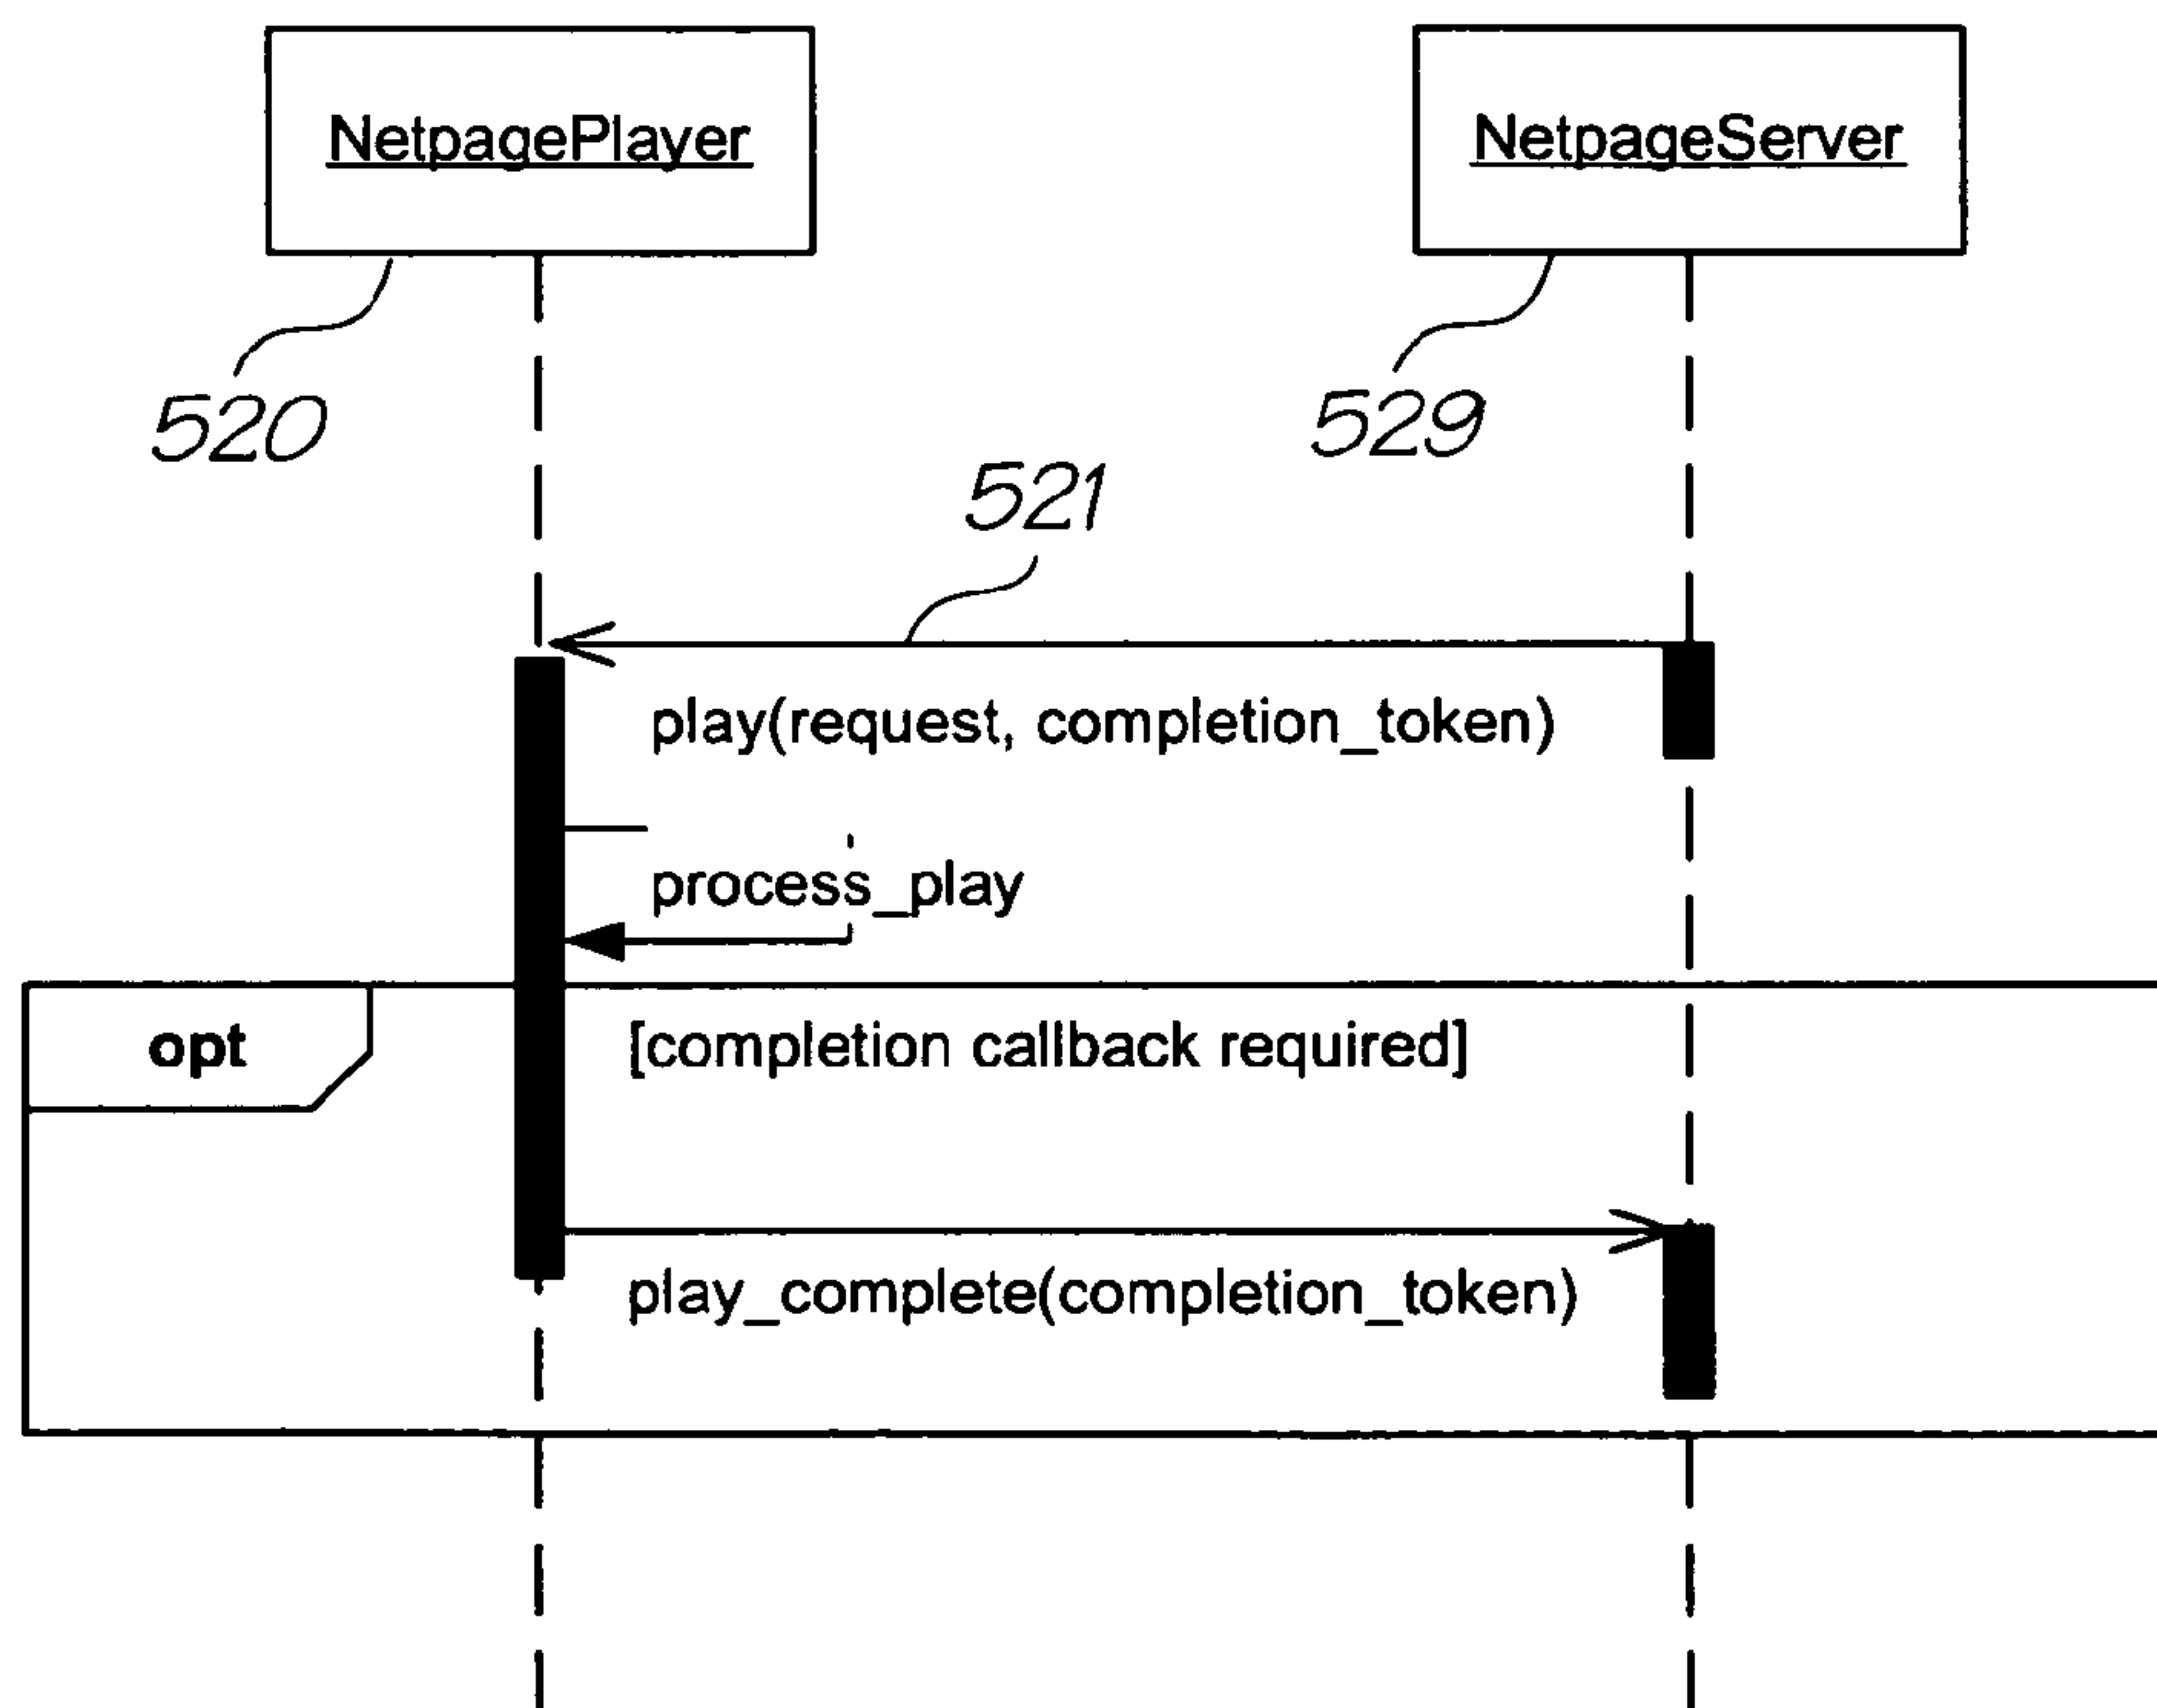 NetpagePlayer
NetpageServer
520
529
521
play(request, completion_token)
process_play
opt
[completion callback required]
play_complete(completion_token)